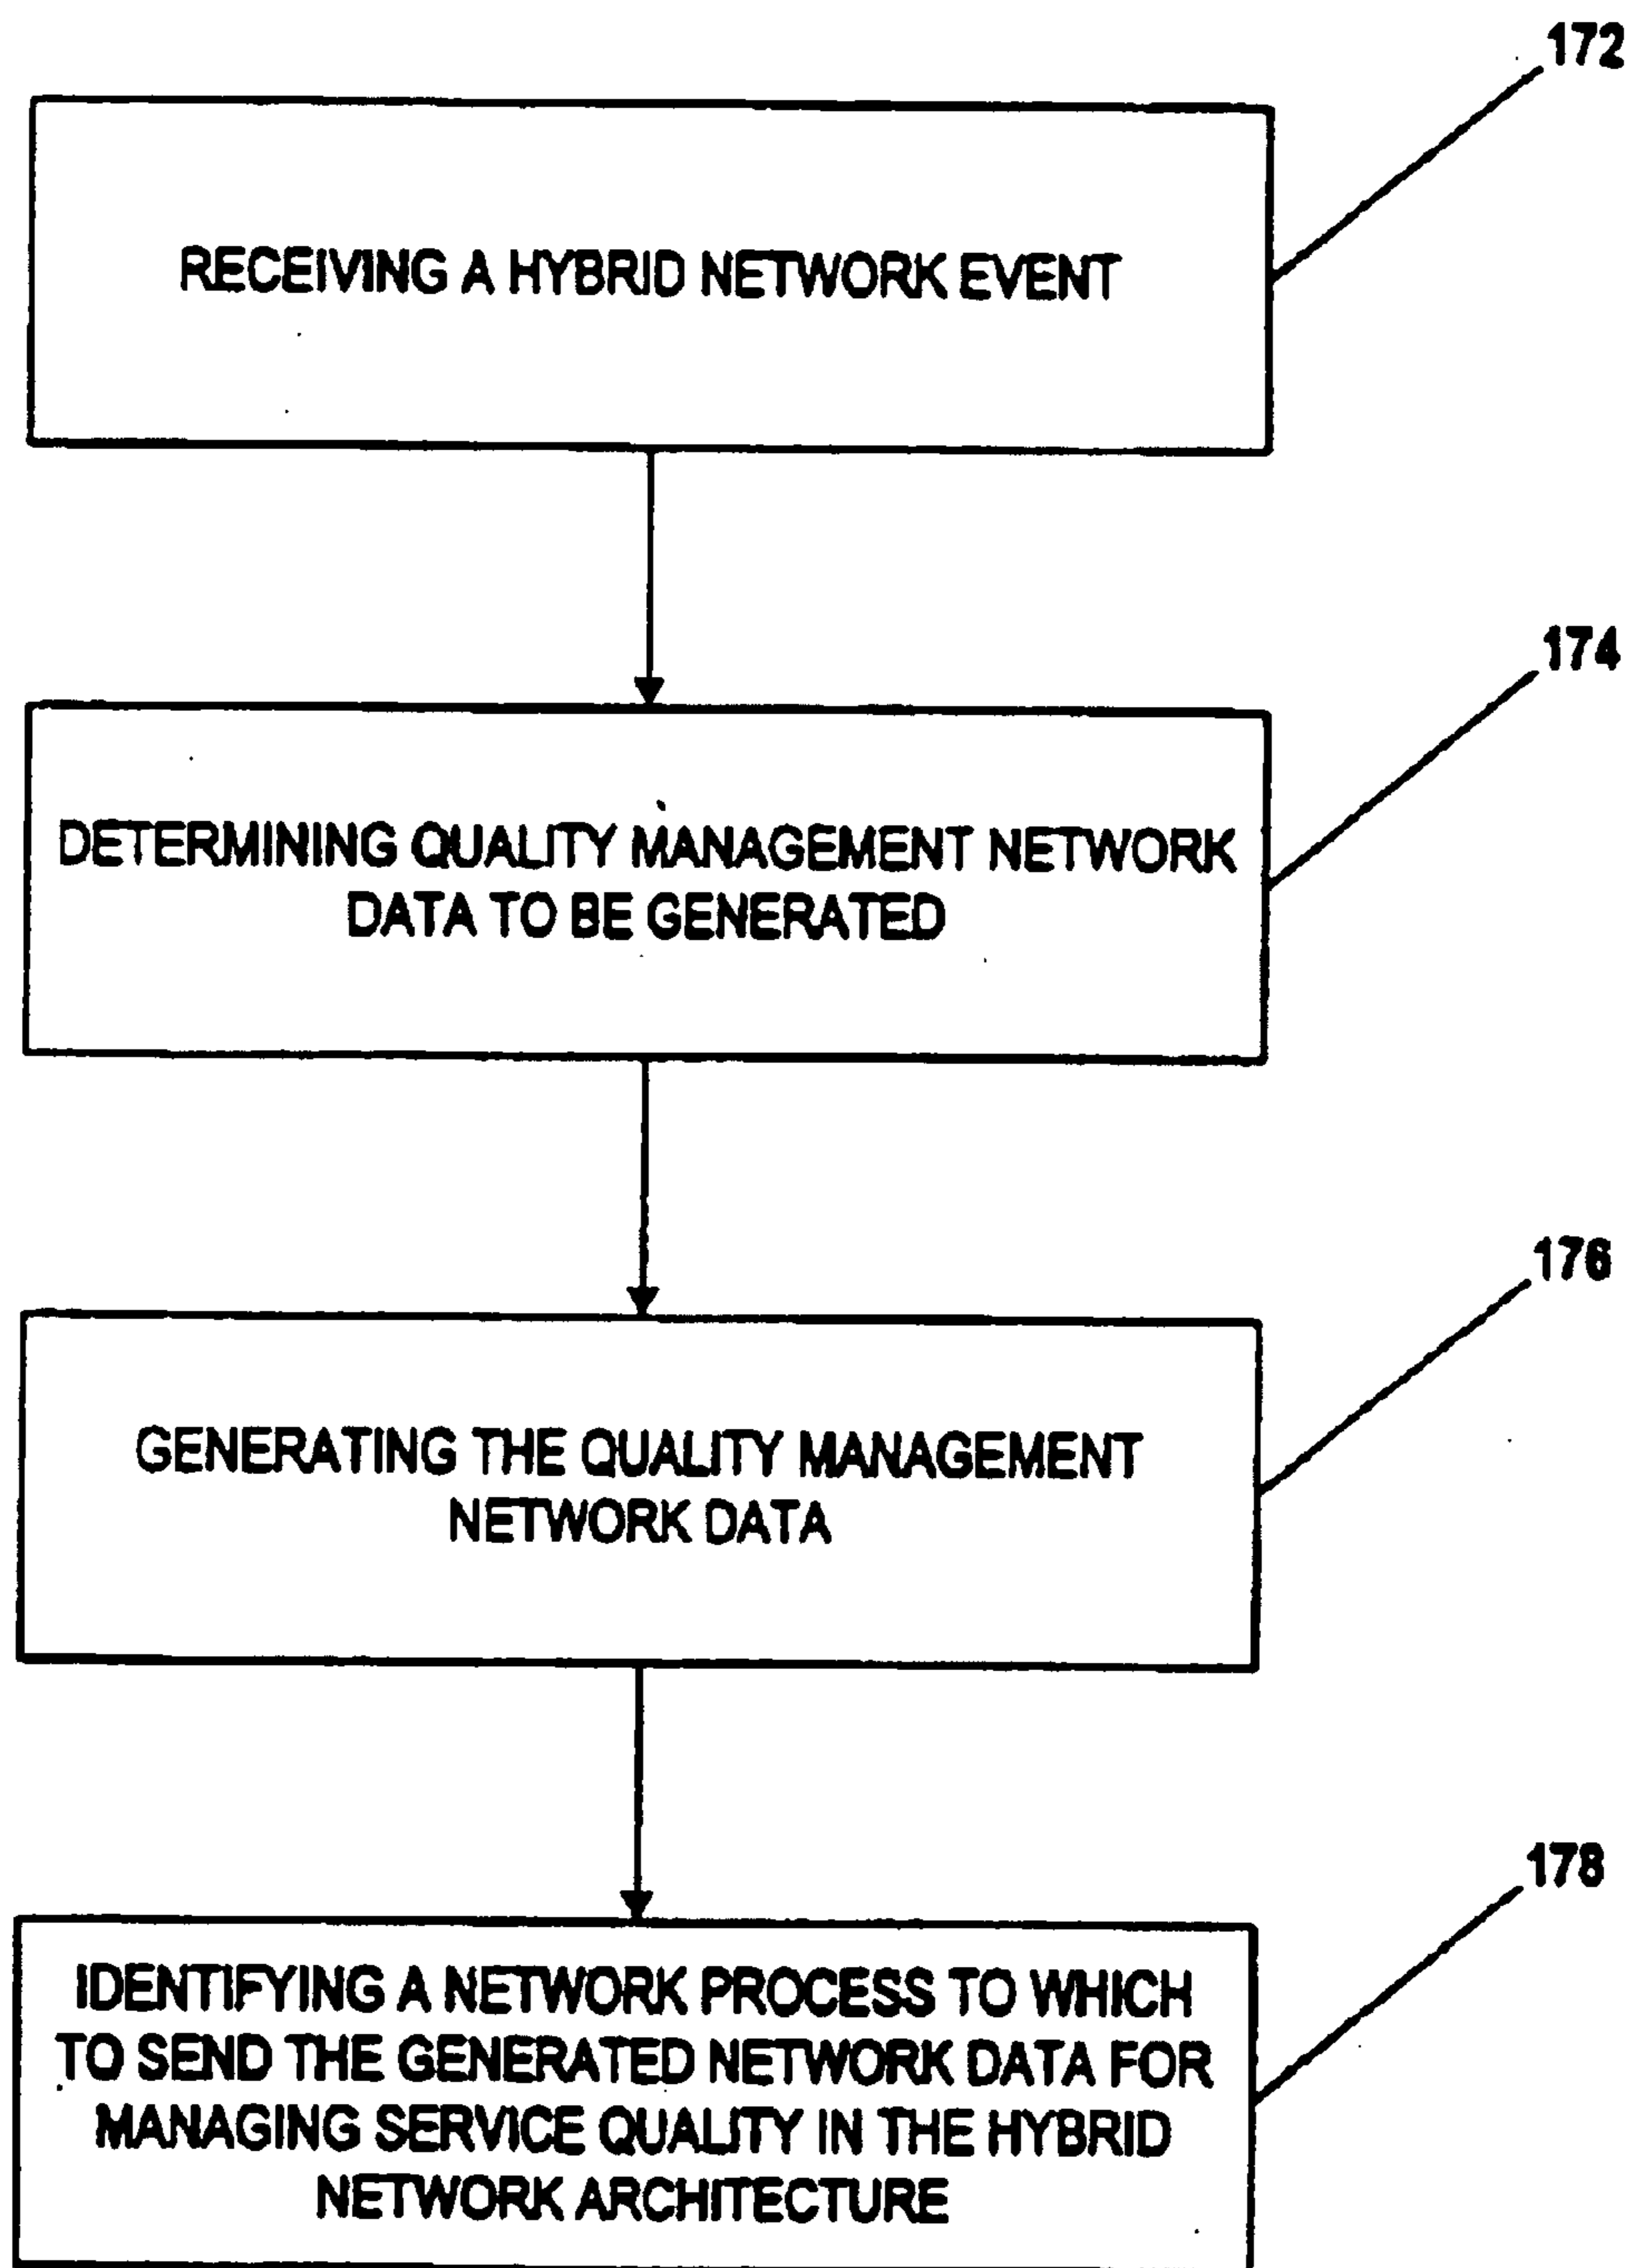 172
RECEIVING A HYBRID NETWORK EVENT
174
DETERMINING QUALITY MANAGEMENT NETWORK
DATA TO BE GENERATED
176
GENERATING THE QUALITY MANAGEMENT
NETWORK DATA
178
IDENTIFYING A NETWORK PROCESS TO WHICH
TO SEND THE GENERATED NETWORK DATA FOR
MANAGING SERVICE QUALITY IN THE HYBRID
NETWORK ARCHITECTURE